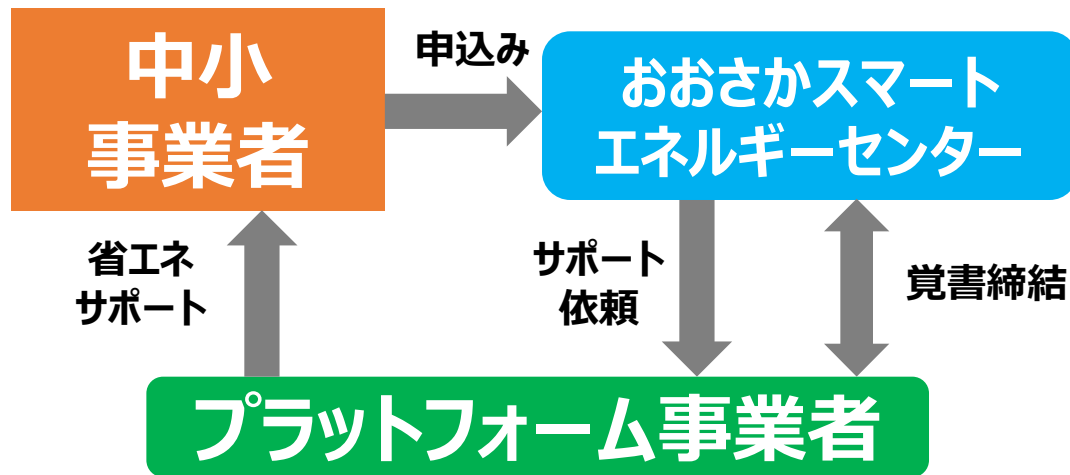 中小
事業者
申込み
おおさかスマート
エネルギーセンター
省エネ
サポート
サポート
依頼
覚書締結
プラットフォーム事業者